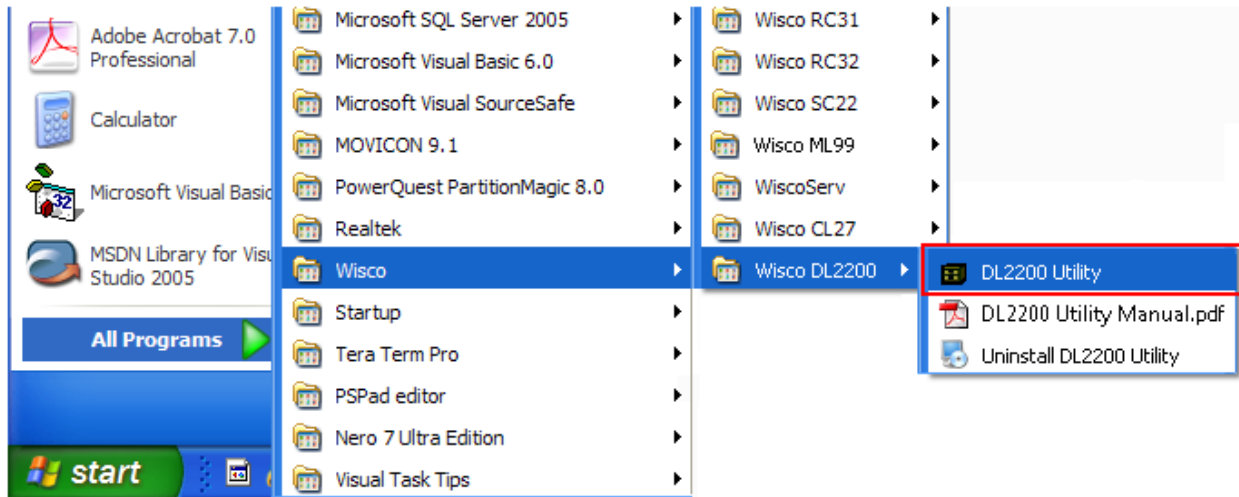 Adobe Acrobat 7.0
Professional
Calculator
32
Microsoft Visual Basic
MSDN Library for Visu
Studio 2005
All Programs
start
Microsoft SQL Server 2005
Microsoft Visual Basic 6.0
Microsoft Visual SourceSafe
MOVICON 9.1
PowerQuest PartitionMagic 8.0
Realtek
Wisco
Startup
Tera Term Pro
PSPad editor
Nero 7 Ultra Edition
Visual Task Tips
Wisco RC31
Wisco RC32
Wisco SC22
Wisco ML99
WiscoServ
Wisco CL27
Wisco DL2200
DL2200 Utility
DL2200 Utility Manual.pdf
Uninstall DL2200 Utility